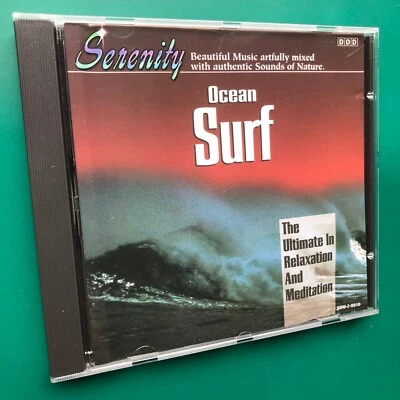 Serenity
Beautiful Music artfully mixed
with authentic Sounds of Nature.
DDD
Ocean
Surf
The
Ultimate In
Relaxation
And
Meditation